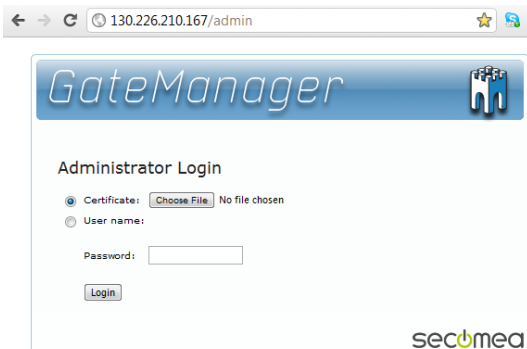 130.226.210.167/admin
GateManager
Administrator Login
Certificate: Choose File No file chosen
User name:
Password:
Login
secomea